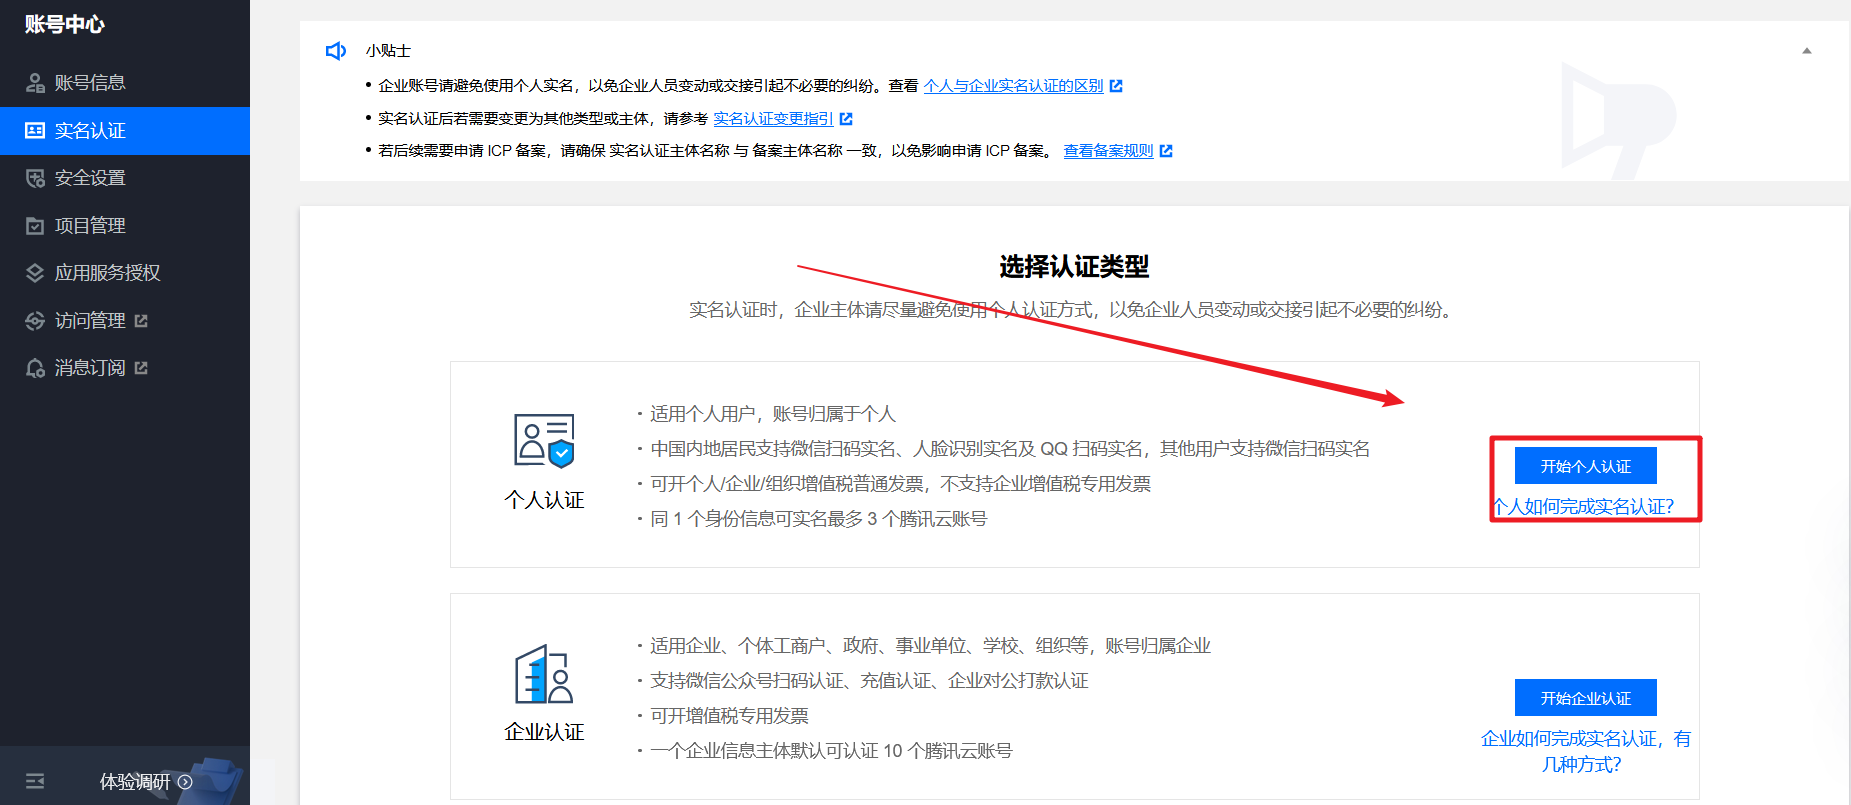 账号中心
账号信息
实名认证
安全设置
项目管理
应用服务授权
访问管理
消息订阅
体验调研
小贴士
• 企业账号请避免使用个人实名，以免企业人员变动或交接引起不必要的纠纷。查看 个人与企业实名认证的区别
• 实名认证后若需要变更为其他类型或主体，请参考 实名认证变更指引
• 若后续需要申请 ICP 备案，请确保 实名认证主体名称 与 备案主体名称 一致，以免影响申请 ICP 备案。 查看备案规则
选择认证类型
实名认证时，企业主体请尽量避免使用个人认证方式，以免企业人员变动或交接引起不必要的纠纷。
个人认证
· 适用个人用户，账号归属于个人
· 中国内地居民支持微信扫码实名、人脸识别实名及 QQ 扫码实名，其他用户支持微信扫码实名
· 可开个人/企业/组织增值税普通发票，不支持企业增值税专用发票
· 同 1 个身份信息可实名最多 3 个腾讯云账号
开始个人认证
个人如何完成实名认证？
企业认证
· 适用企业、个体工商户、政府、事业单位、学校、组织等，账号归属企业
· 支持微信公众号扫码认证、充值认证、企业对公打款认证
· 可开增值税专用发票
· 一个企业信息主体默认可认证 10 个腾讯云账号
开始企业认证
企业如何完成实名认证，有
几种方式？